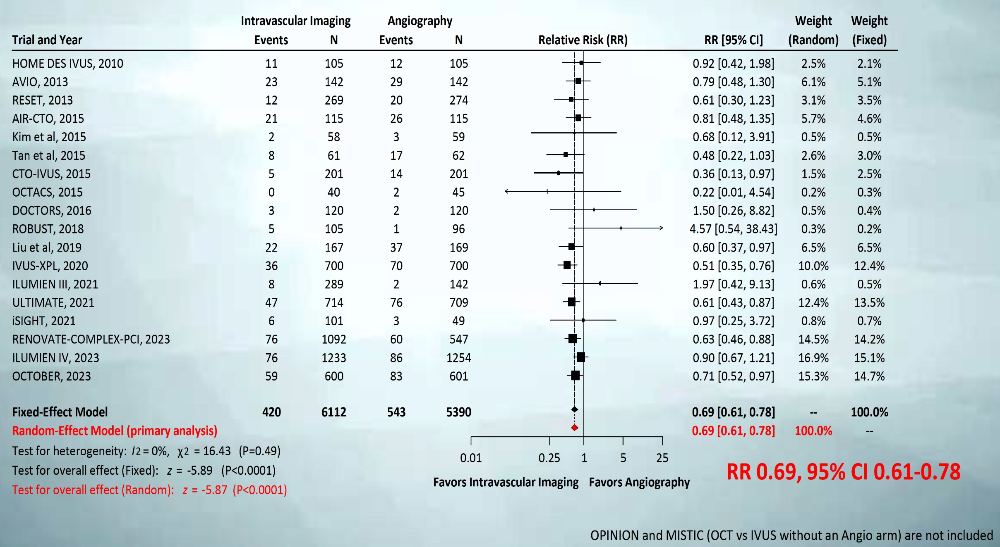 Intravascular Imaging Angiography Weight Weight
Trial and Year Events N Events N Relative Risk (RR) RR [95% CI] (Random) (Fixed)
HOME DES IVUS, 2010 11 105 12 105 0.92 [0.42, 1.98] 2.5% 2.1%
AVIO, 2013 23 142 29 142 0.79 [0.48, 1.30] 6.1% 5.1%
RESET, 2013 12 269 20 274 0.61 [0.30, 1.23] 3.1% 3.5%
AIR-CTO, 2015 21 115 26 115 0.81 [0.48, 1.35] 5.7% 4.6%
Kim et al, 2015 2 58 3 59 0.68 [0.12, 3.91] 0.5% 0.5%
Tan et al, 2015 8 61 17 62 0.48 [0.22, 1.03] 2.6% 3.0%
CTO-IVUS, 2015 5 201 14 201 0.36 [0.13, 0.97] 1.5% 2.5%
OCTACS, 2015 0 40 2 45 0.22 [0.01, 4.54] 0.2% 0.3%
DOCTORS, 2016 3 120 2 120 1.50 [0.26, 8.82] 0.5% 0.4%
ROBUST, 2018 5 105 1 96 4.57 [0.54, 38.43] 0.3% 0.2%
Liu et al, 2019 22 167 37 169 0.60 [0.37, 0.97] 6.5% 6.5%
IVUS-XPL, 2020 36 700 70 700 0.51 [0.35, 0.76] 10.0% 12.4%
ILUMIEN III, 2021 8 289 2 142 1.97 [0.42, 9.13] 0.6% 0.5%
ULTIMATE, 2021 47 714 76 709 0.61 [0.43, 0.87] 12.4% 13.5%
iSIGHT, 2021 6 101 3 49 0.97 [0.25, 3.72] 0.8% 0.7%
RENOVATE-COMPLEX-PCI, 2023 76 1092 60 547 0.63 [0.46, 0.88] 14.5% 14.2%
ILUMIEN IV, 2023 76 1233 86 1254 0.90 [0.67, 1.21] 16.9% 15.1%
OCTOBER, 2023 59 600 83 601 0.71 [0.52, 0.97] 15.3% 14.7%
Fixed-Effect Model 420 6112 543 5390 0.69 [0.61, 0.78] -- 100.0%
Random-Effect Model (primary analysis) 0.69 [0.61, 0.78] 100.0% --
Test for heterogeneity: I2 = 0%, χ2 = 16.43 (P=0.49)
0.01 0.25 1 5 25
Test for overall effect (Fixed): z = -5.89 (P<0.0001)
RR 0.69, 95% CI 0.61-0.78
Favors Intravascular Imaging Favors Angiography
Test for overall effect (Random): z = -5.87 (P<0.0001)
OPINION and MISTIC (OCT vs IVUS without an Angio arm) are not included